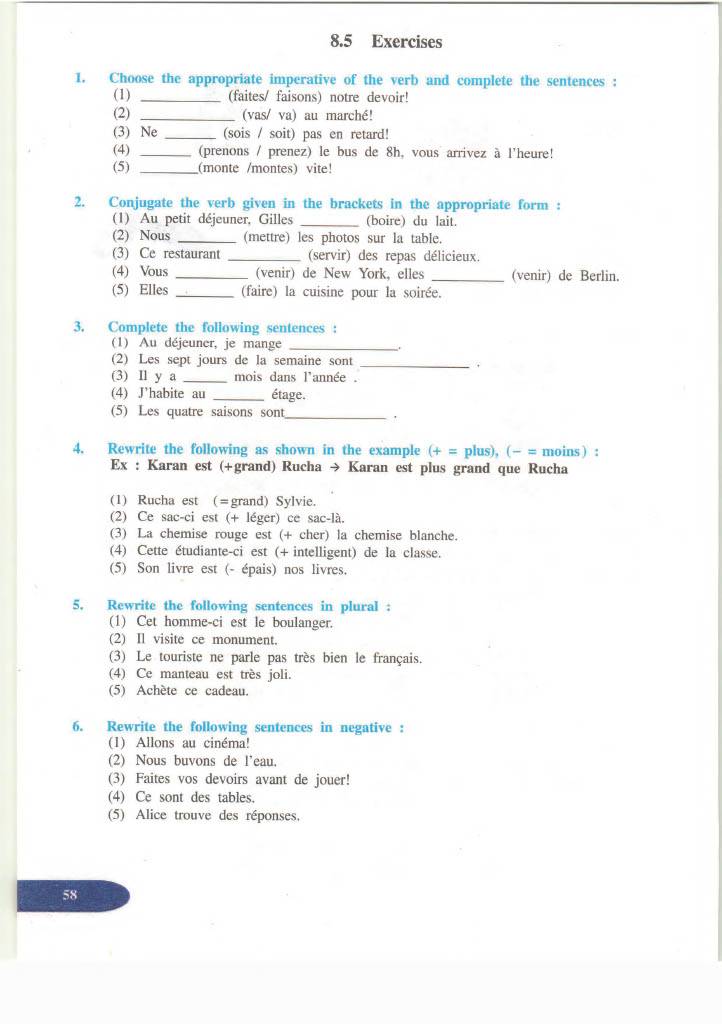 8.5 Exercises
1. Choose the appropriate imperative of the verb and complete the sentences :
(1) ___________ (faites/ faisons) notre devoir!
(2) _____________ (vas/ va) au marché!
(3) Ne _______ (sois / soit) pas en retard!
(4) _______ (prenons / prenez) le bus de 8h, vous arrivez à l'heure!
(5) ________(monte /montes) vite!
2. Conjugate the verb given in the brackets in the appropriate form :
(1) Au petit déjeuner, Gilles ________ (boire) du lait.
(2) Nous ________ (mettre) les photos sur la table.
(3) Ce restaurant __________ (servir) des repas délicieux.
(4) Vous __________ (venir) de New York, elles __________ (venir) de Berlin.
(5) Elles ________ (faire) la cuisine pour la soirée.
3. Complete the following sentences :
(1) Au déjeuner, je mange _______________.
(2) Les sept jours de la semaine sont _______________ .
(3) Il y a ______ mois dans l'année .
(4) J'habite au _______ étage.
(5) Les quatre saisons sont______________ .
4. Rewrite the following as shown in the example (+ = plus), (– = moins) :
Ex : Karan est (+grand) Rucha → Karan est plus grand que Rucha
(1) Rucha est (=grand) Sylvie.
(2) Ce sac-ci est (+ léger) ce sac-là.
(3) La chemise rouge est (+ cher) la chemise blanche.
(4) Cette étudiante-ci est (+ intelligent) de la classe.
(5) Son livre est (- épais) nos livres.
5. Rewrite the following sentences in plural :
(1) Cet homme-ci est le boulanger.
(2) Il visite ce monument.
(3) Le touriste ne parle pas très bien le français.
(4) Ce manteau est très joli.
(5) Achète ce cadeau.
6. Rewrite the following sentences in negative :
(1) Allons au cinéma!
(2) Nous buvons de l'eau.
(3) Faites vos devoirs avant de jouer!
(4) Ce sont des tables.
(5) Alice trouve des réponses.
58